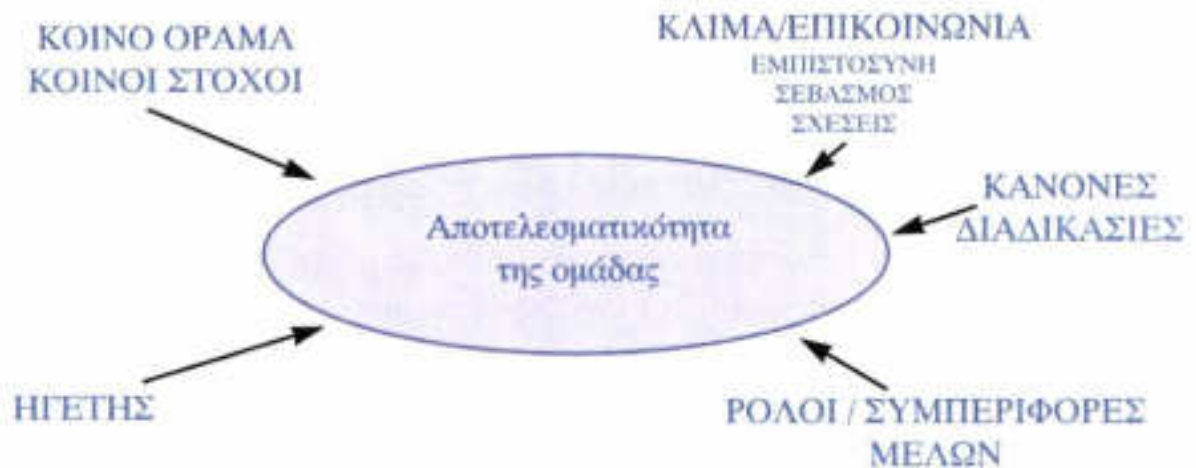 ΚΟΙΝΟ ΟΡΑΜΑ
ΚΟΙΝΟΙ ΣΤΟΧΟΙ
ΚΛΙΜΑ/ΕΠΙΚΟΙΝΩΝΙΑ
ΕΜΠΙΣΤΟΣΥΝΗ
ΣΕΒΑΣΜΟΣ
ΣΧΕΣΕΙΣ
ΚΑΝΟΝΕΣ
ΔΙΑΔΙΚΑΣΙΕΣ
Αποτελεσματικότητα
της ομάδας
ΗΓΕΤΗΣ
ΡΟΛΟΙ / ΣΥΜΠΕΡΙΦΟΡΕΣ
ΜΕΛΩΝ